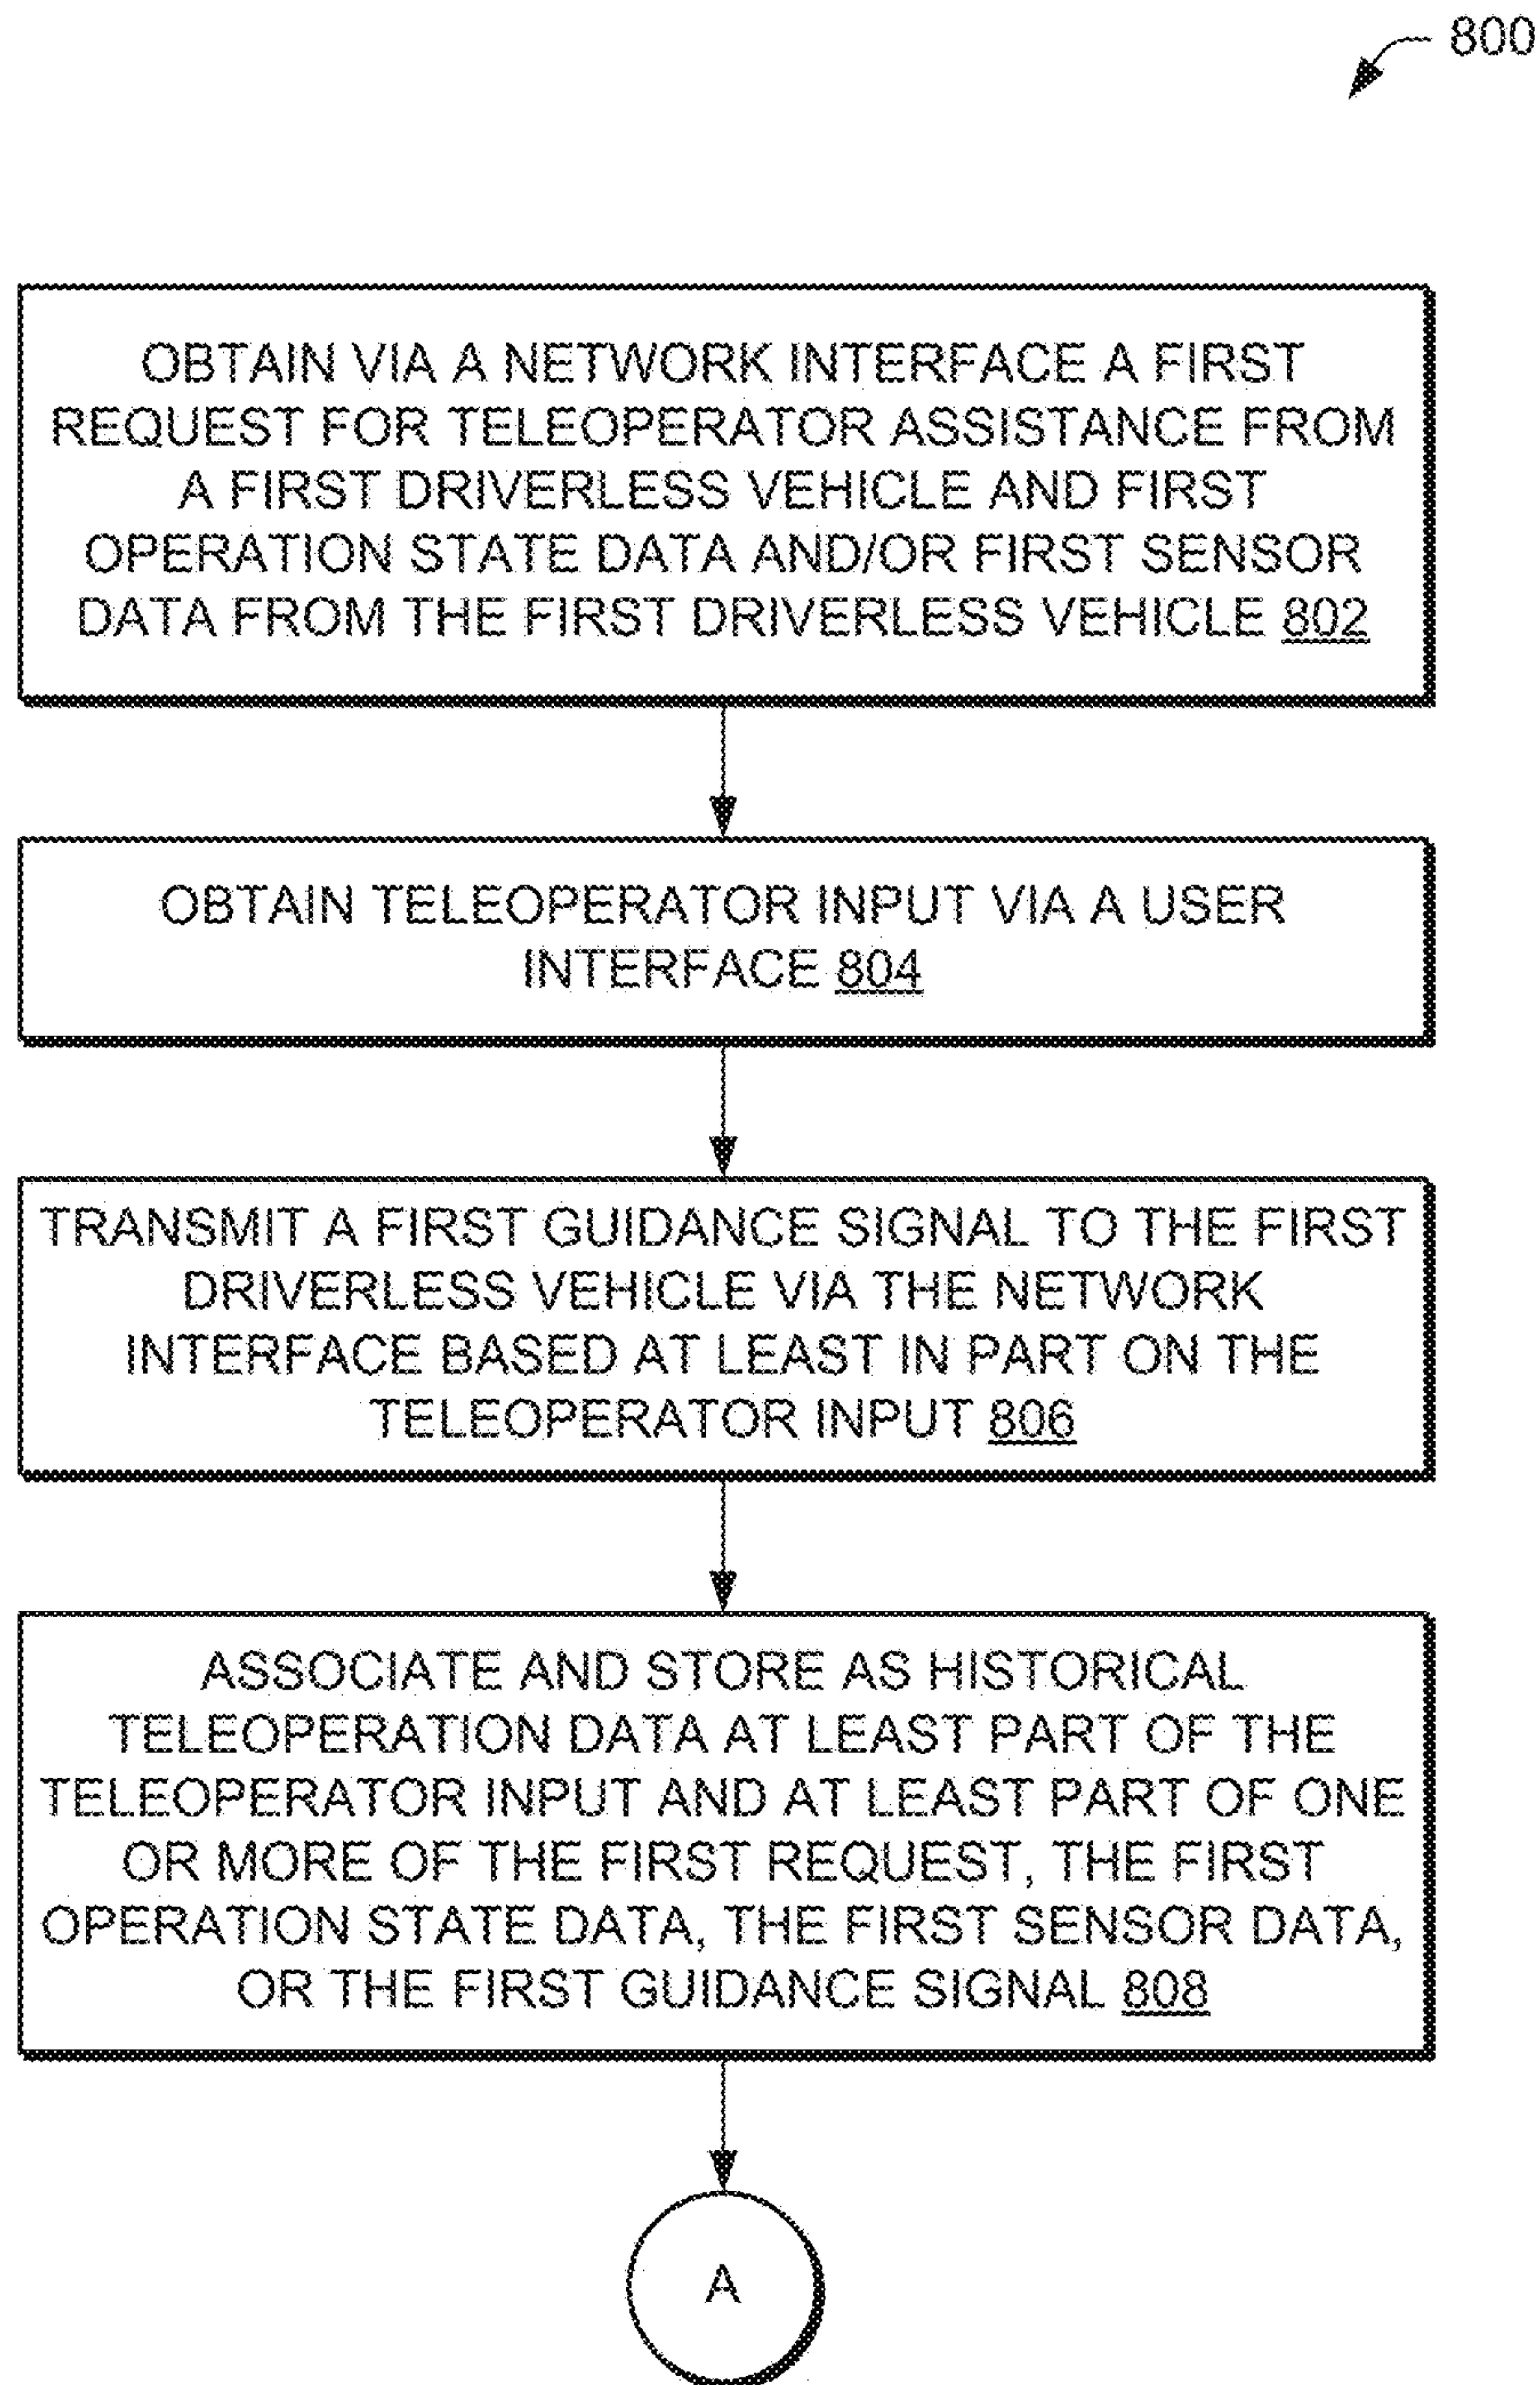 800
OBTAIN VIA A NETWORK INTERFACE A FIRST
REQUEST FOR TELEOPERATOR ASSISTANCE FROM
A FIRST DRIVERLESS VEHICLE AND FIRST
OPERATION STATE DATA AND/OR FIRST SENSOR
DATA FROM THE FIRST DRIVERLESS VEHICLE 802
OBTAIN TELEOPERATOR INPUT VIA A USER
INTERFACE 804
TRANSMIT A FIRST GUIDANCE SIGNAL TO THE FIRST
DRIVERLESS VEHICLE VIA THE NETWORK
INTERFACE BASED AT LEAST IN PART ON THE
TELEOPERATOR INPUT 806
ASSOCIATE AND STORE AS HISTORICAL
TELEOPERATION DATA AT LEAST PART OF THE
TELEOPERATOR INPUT AND AT LEAST PART OF ONE
OR MORE OF THE FIRST REQUEST, THE FIRST
OPERATION STATE DATA, THE FIRST SENSOR DATA,
OR THE FIRST GUIDANCE SIGNAL 808
A